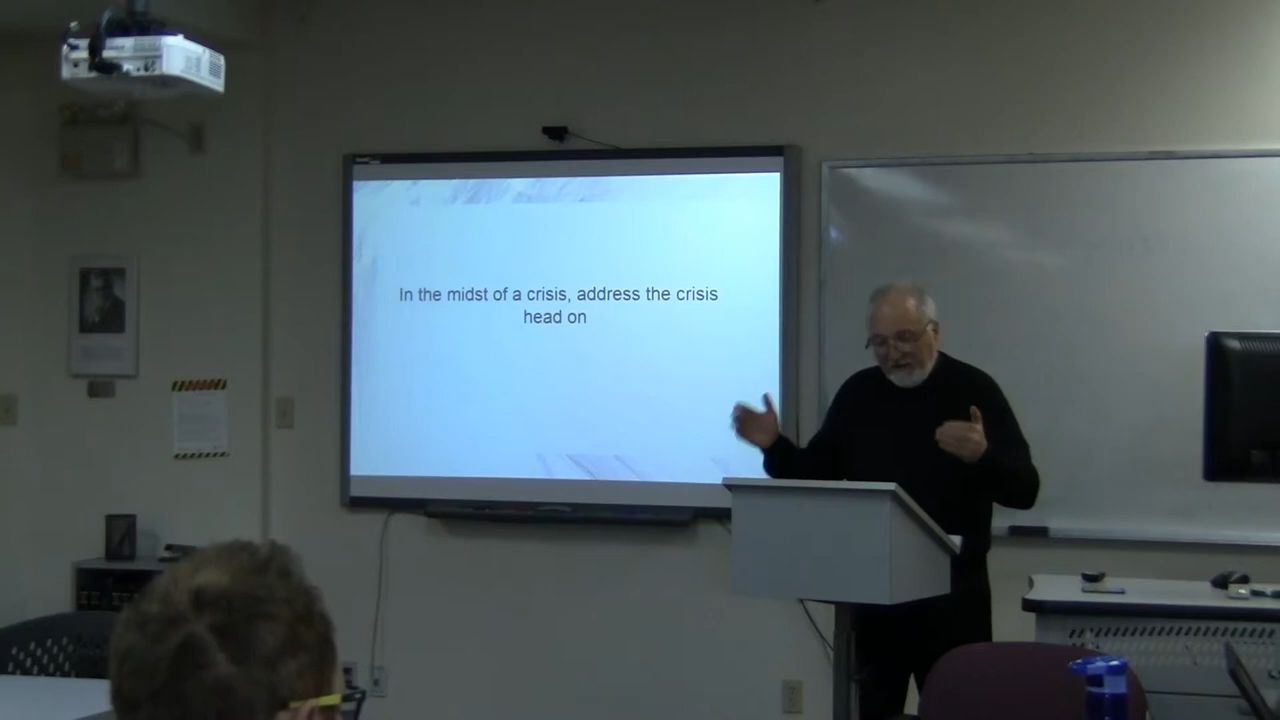 In the midst of a crisis, address the crisis
head on